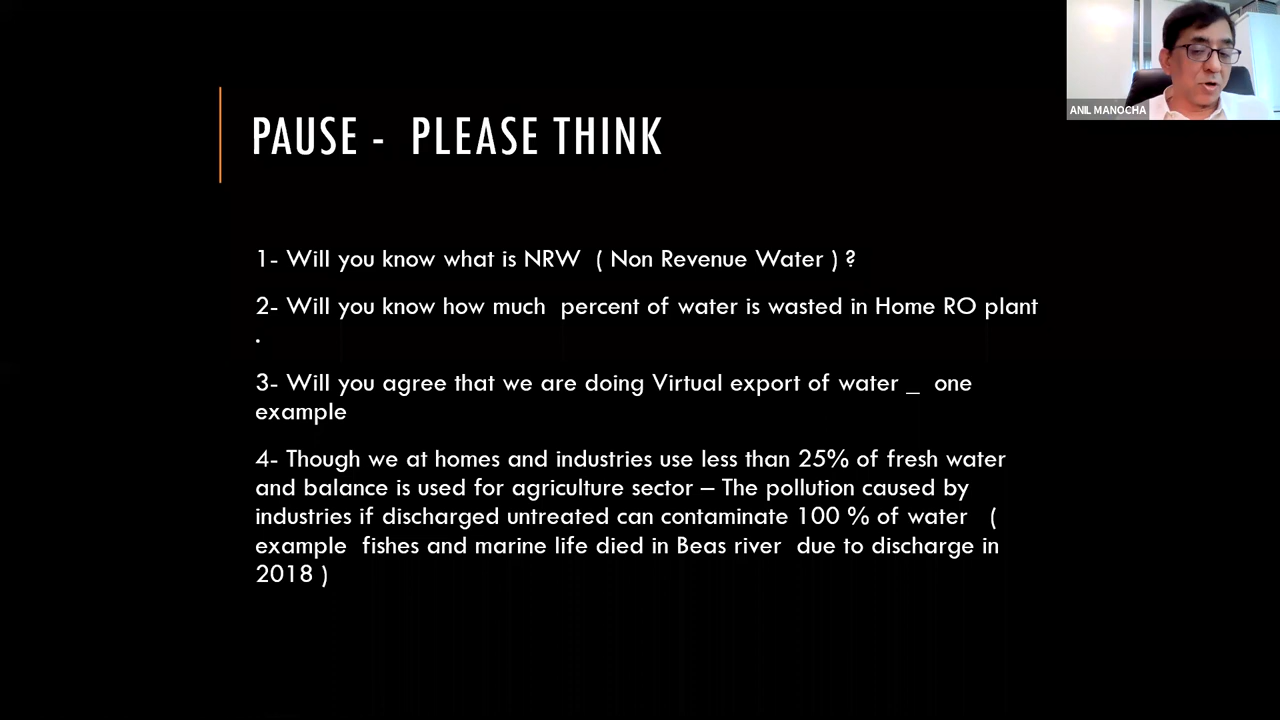 ANIL MANOCHA
PAUSE - PLEASE THINK
1- Will you know what is NRW ( Non Revenue Water ) ?
2- Will you know how much percent of water is wasted in Home RO plant
.
3- Will you agree that we are doing Virtual export of water _ one
example
4- Though we at homes and industries use less than 25% of fresh water
and balance is used for agriculture sector – The pollution caused by
industries if discharged untreated can contaminate 100 % of water (
example fishes and marine life died in Beas river due to discharge in
2018 )